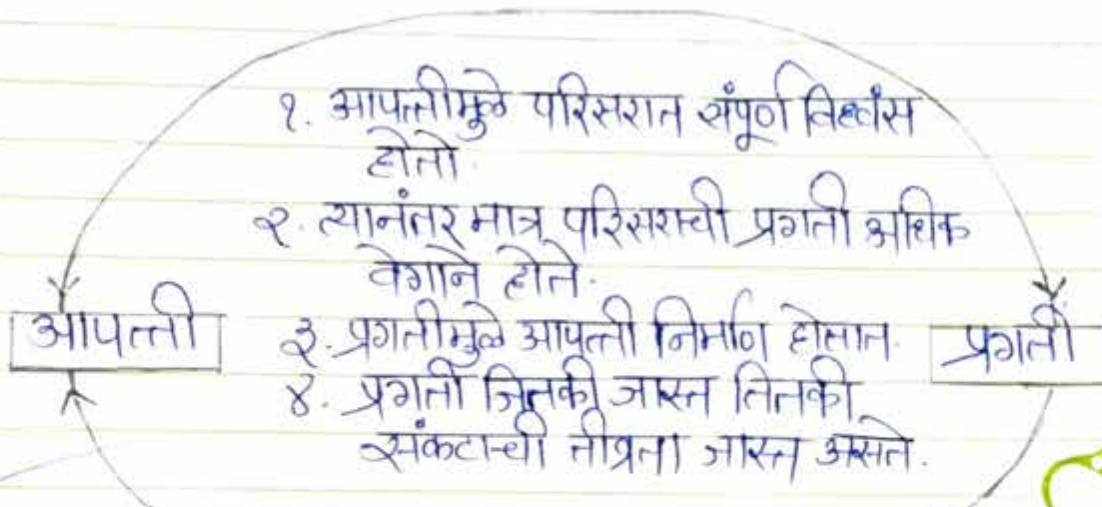 १. आपत्तीमुळे परिसरात संपूर्ण विध्वंस
होतो.
२. त्यानंतर मात्र परिसराची प्रगती अधिक
वेगाने होते.
आपत्ती
३. प्रगतीमुळे आपत्ती निर्माण होतात.
प्रगती
४. प्रगती जितकी जास्त तितकी
संकटाची तीव्रता जास्त असते.